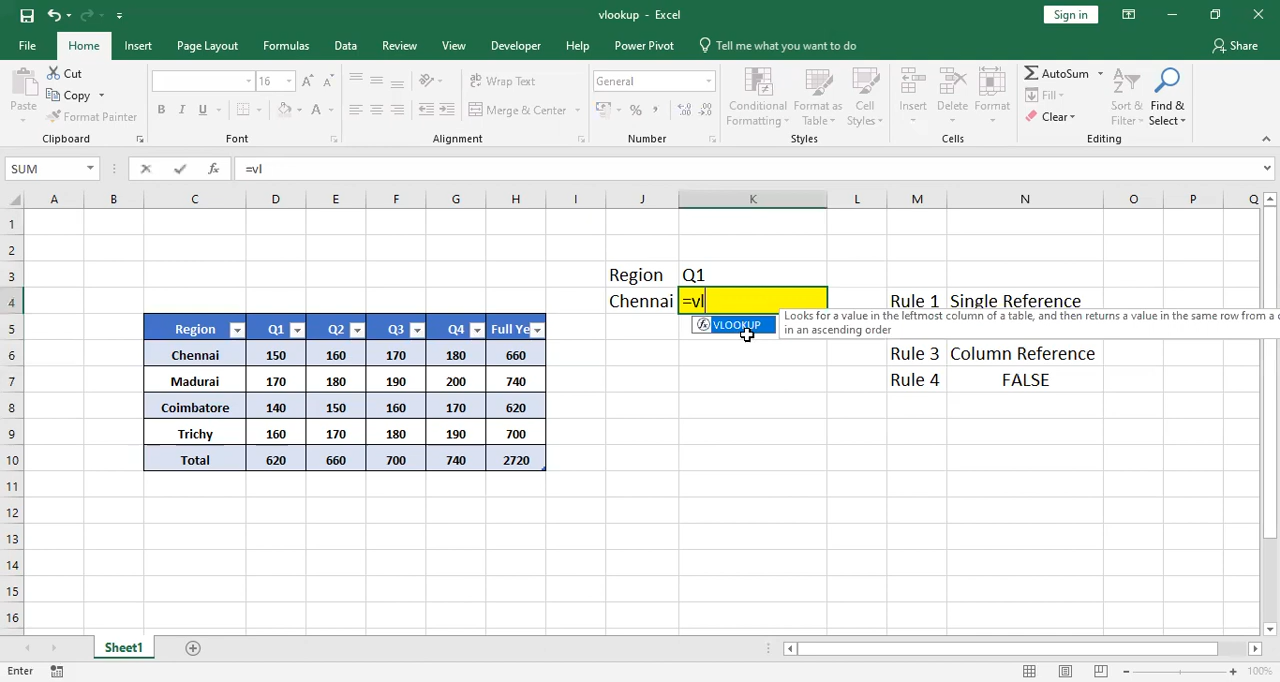 vlookup - Excel
Sign in
File Home Insert Page Layout Formulas Data Review View Developer Help Power Pivot Tell me what you want to do Share
Paste
Cut
Copy
Format Painter
16
A A
B I U
A
Wrap Text
Merge & Center
General
%
Conditional Formatting
Format as Table
Cell Styles
Insert
Delete
Format
AutoSum
Fill
Clear
Sort & Filter
Find & Select
Clipboard Font Alignment Number Styles Cells Editing
SUM fx =vl
A B C D E F G H I J K L M N O P Q
1
2
3 Region Q1
4 Chennai =vl Rule 1 Single Reference
VLOOKUP
Looks for a value in the leftmost column of a table, and then returns a value in the same row from a
in an ascending order
5 Region Q1 Q2 Q3 Q4 Full Ye
6 Chennai 150 160 170 180 660 Rule 3 Column Reference
7 Madurai 170 180 190 200 740 Rule 4 FALSE
8 Coimbatore 140 150 160 170 620
9 Trichy 160 170 180 190 700
10 Total 620 660 700 740 2720
11
12
13
14
15
16
Sheet1
Enter
100%